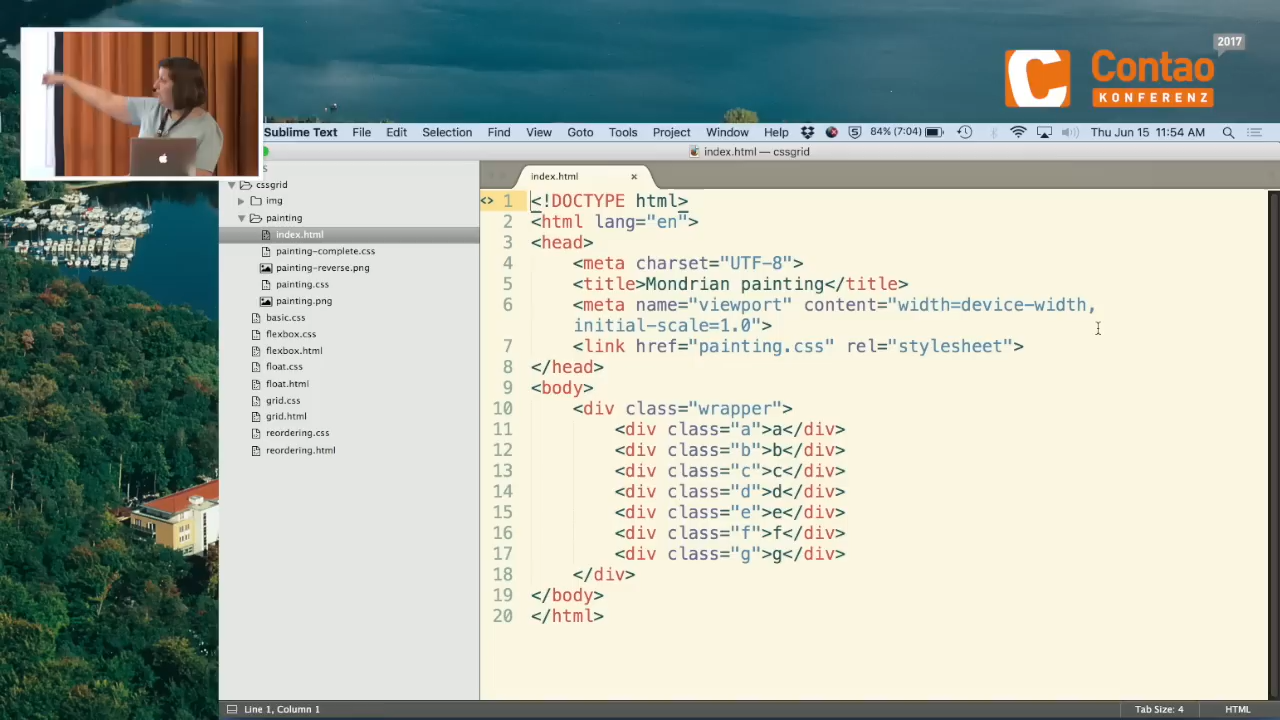 2017
Contao
KONFERENZ
Sublime Text File Edit Selection Find View Goto Tools Project Window Help 84% (7:04) Thu Jun 15 11:54 AM
index.html — cssgrid
S
cssgrid
img
painting
index.html
painting-complete.css
painting-reverse.png
painting.css
painting.png
basic.css
flexbox.css
flexbox.html
float.css
float.html
grid.css
grid.html
reordering.css
reordering.html
index.html ×
<> 1 <!DOCTYPE html>
2 <html lang="en">
3 <head>
4 <meta charset="UTF-8">
5 <title>Mondrian painting</title>
6 <meta name="viewport" content="width=device-width,
initial-scale=1.0">
7 <link href="painting.css" rel="stylesheet">
8 </head>
9 <body>
10 <div class="wrapper">
11 <div class="a">a</div>
12 <div class="b">b</div>
13 <div class="c">c</div>
14 <div class="d">d</div>
15 <div class="e">e</div>
16 <div class="f">f</div>
17 <div class="g">g</div>
18 </div>
19 </body>
20 </html>
Line 1, Column 1 Tab Size: 4 HTML